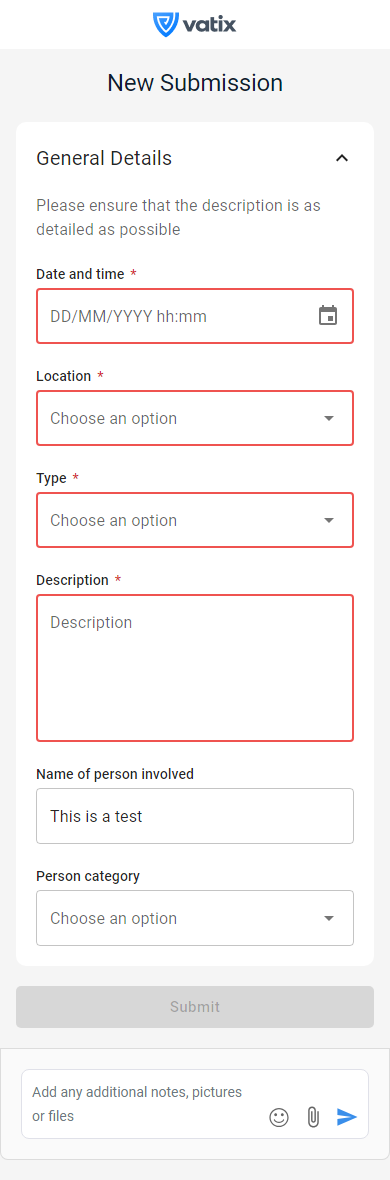 vatix
New Submission
General Details
Please ensure that the description is as
detailed as possible
Date and time *
DD/MM/YYYY hh:mm
Location *
Choose an option
Type *
Choose an option
Description *
Description
Name of person involved
This is a test
Person category
Choose an option
Submit
Add any additional notes, pictures
or files